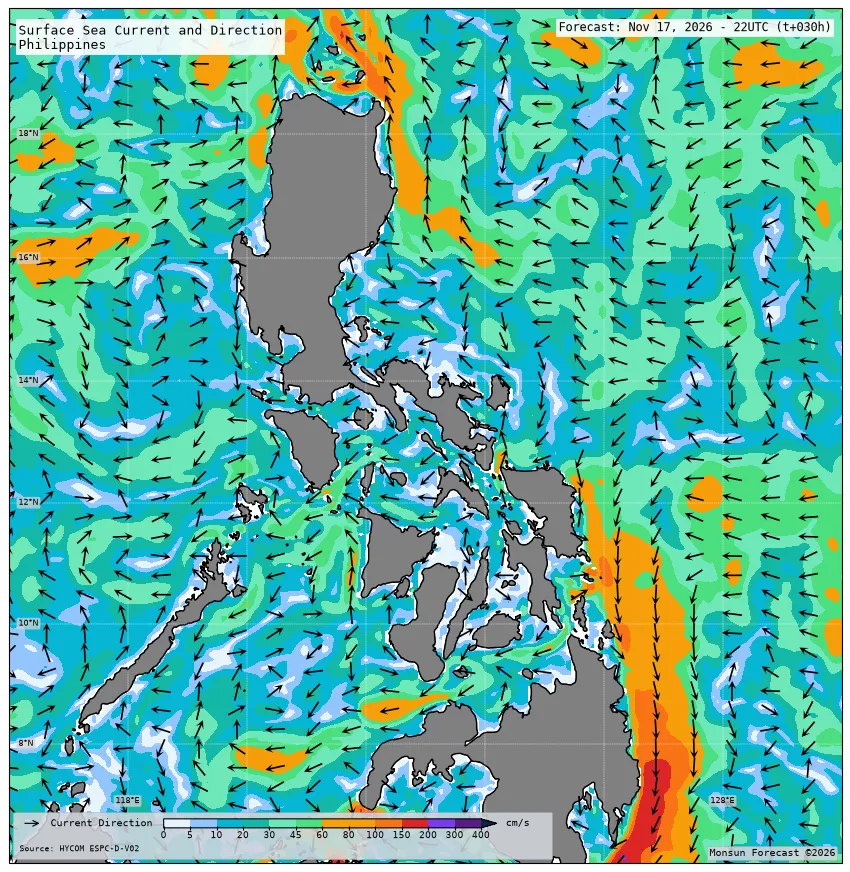 Surface Sea Current and Direction
Philippines
Forecast: Nov 17, 2026 - 22UTC (t+030h)
18°N
16°N
14°N
12°N
10°N
8°N
118°E
128°E
Current Direction
0 5 10 20 30 45 60 80 100 150 200 300 400
cm/s
Source: HYCOM ESPC-D-V02
Monsun Forecast ©2026